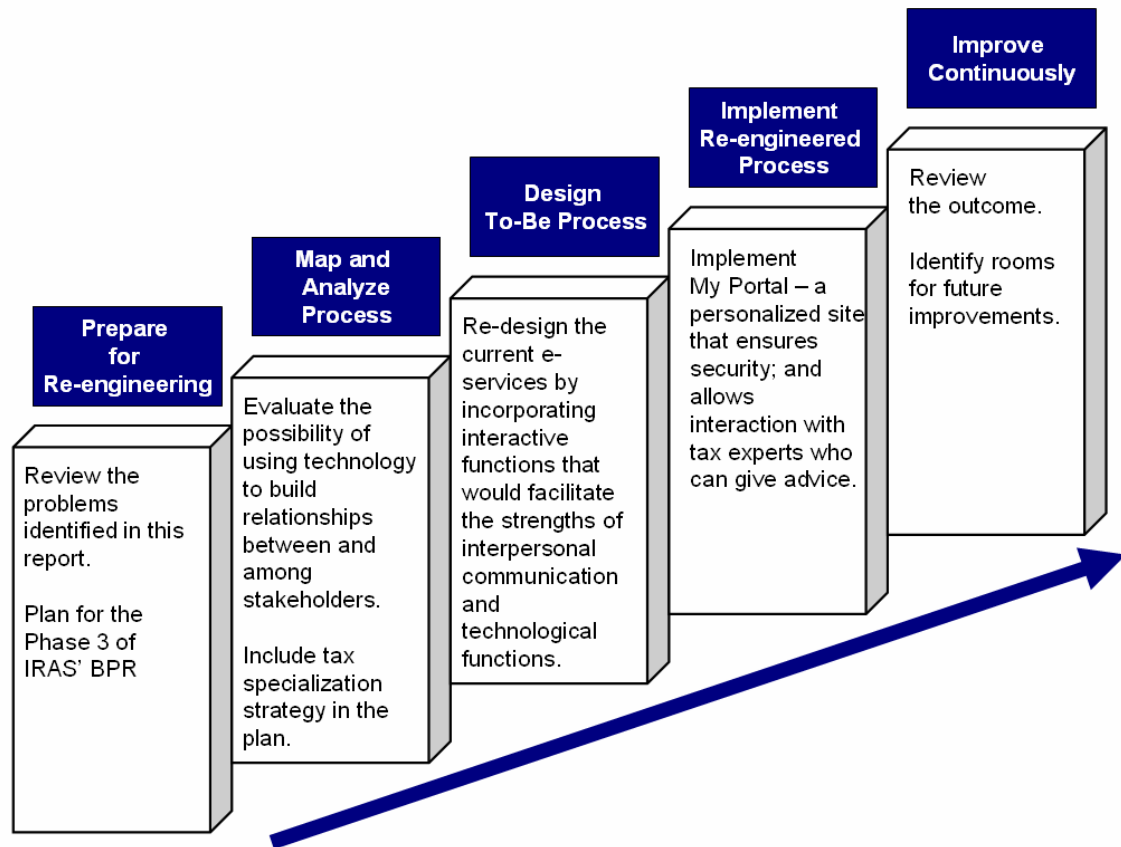 Prepare
for
Re-engineering
Review the
problems
identified in this
report.
Plan for the
Phase 3 of
IRAS' BPR
Map and
Analyze
Process
Evaluate the
possibility of
using technology
to build
relationships
between and
among
stakeholders.
Include tax
specialization
strategy in the
plan.
Design
To-Be Process
Re-design the
current e-
services by
incorporating
interactive
functions that
would facilitate
the strengths of
interpersonal
communication
and
technological
functions.
Implement
Re-engineered
Process
Implement
My Portal – a
personalized site
that ensures
security; and
allows
interaction with
tax experts who
can give advice.
Improve
Continuously
Review
the outcome.
Identify rooms
for future
improvements.